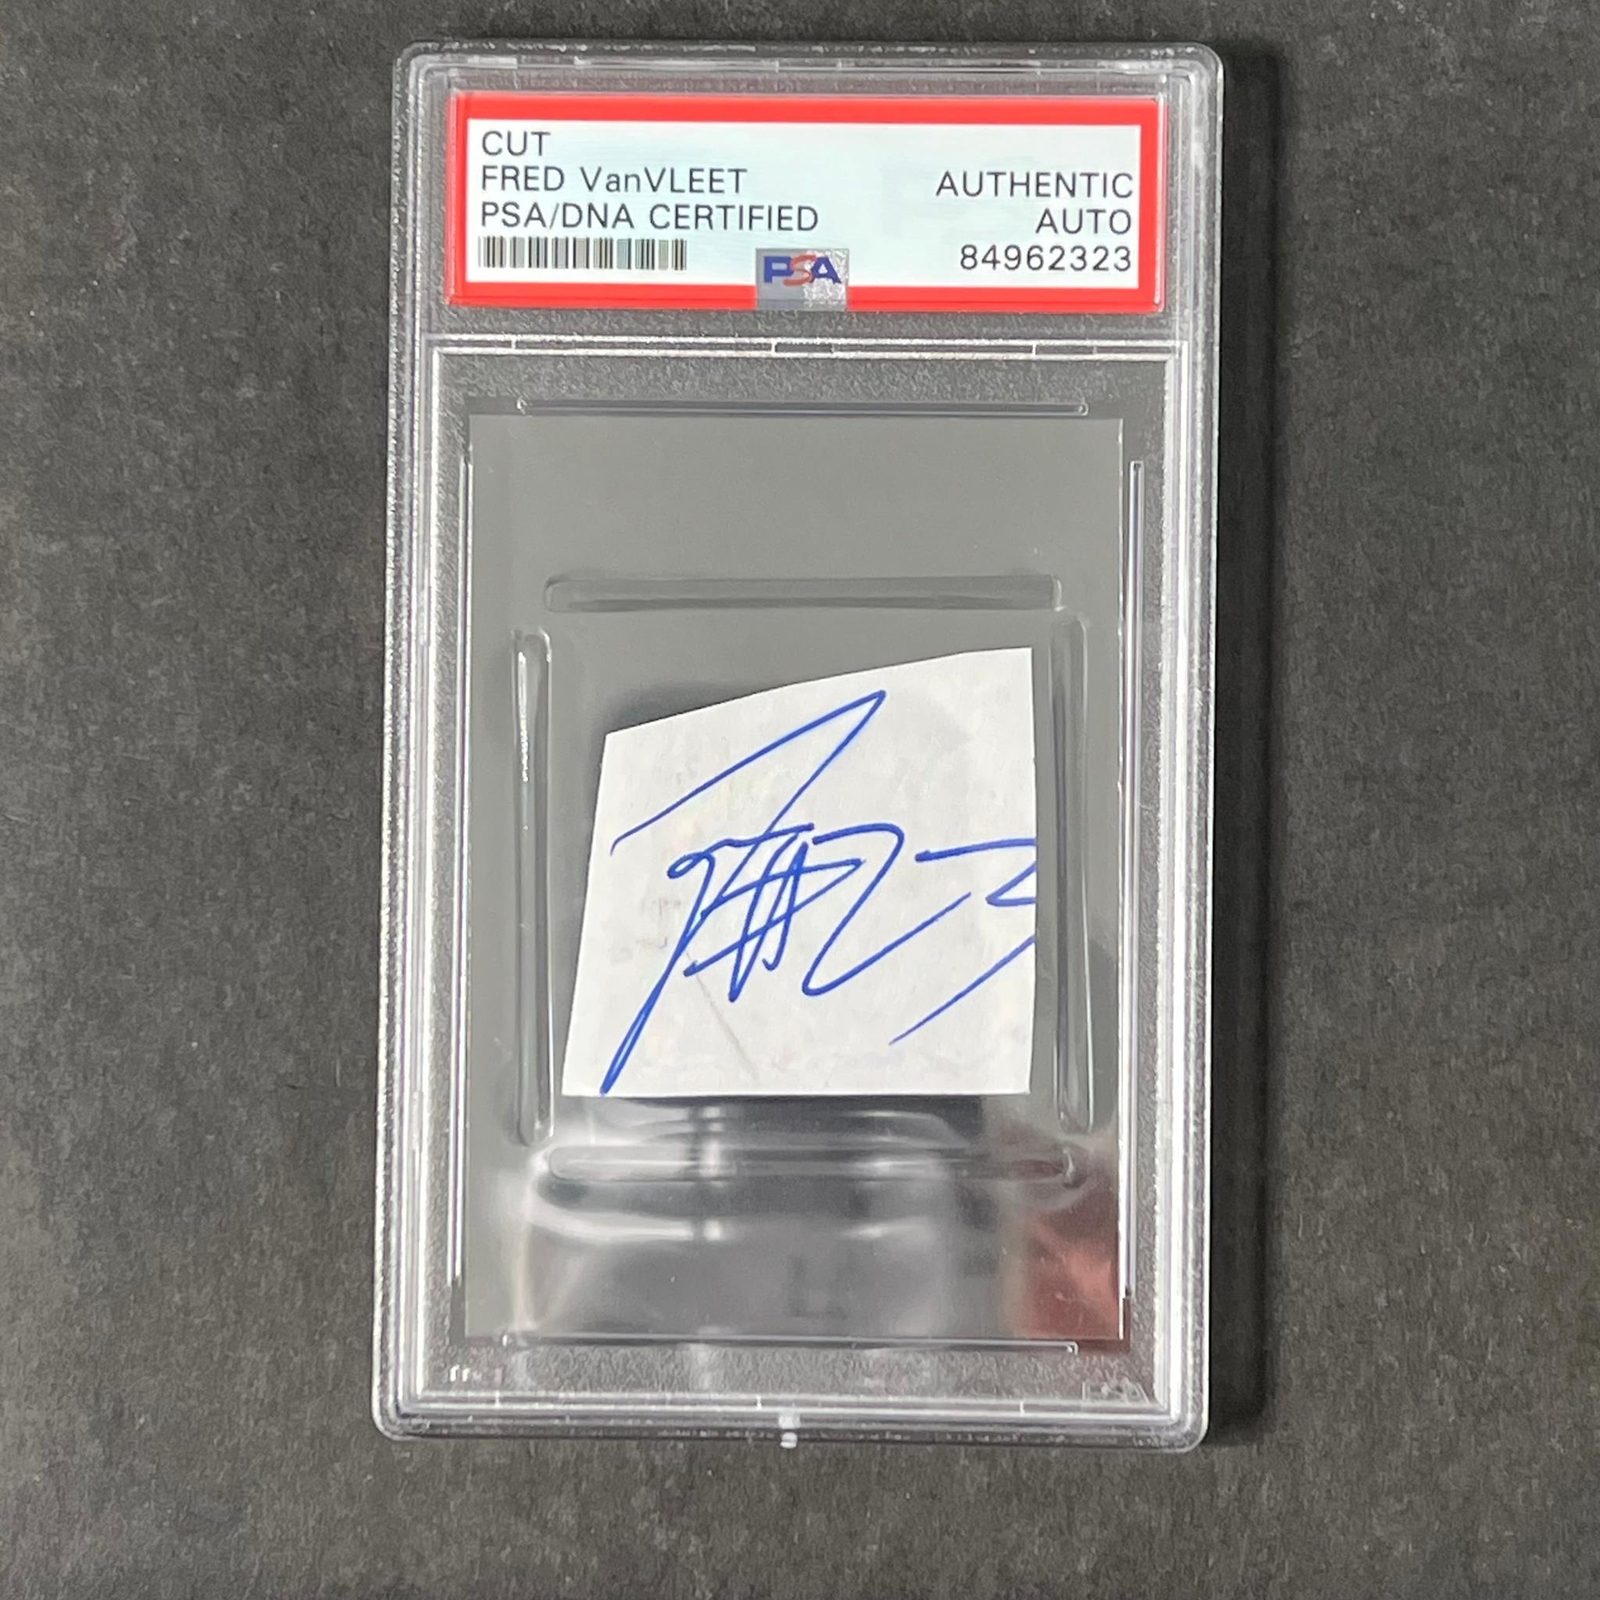 CUT
FRED VanVLEET
PSA/DNA CERTIFIED
AUTHENTIC
AUTO
84962323
PSA